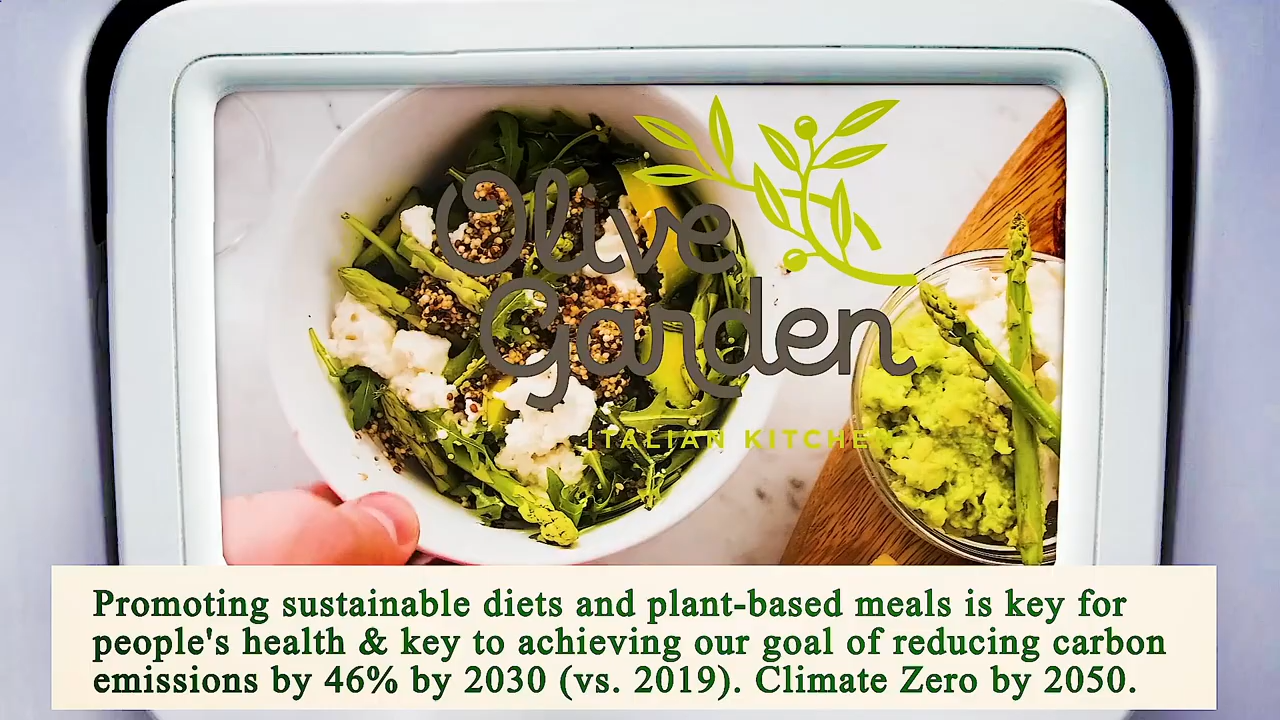 Olive
Garden
ITALIAN KITCHEN
Promoting sustainable diets and plant-based meals is key for
people's health & key to achieving our goal of reducing carbon
emissions by 46% by 2030 (vs. 2019). Climate Zero by 2050.